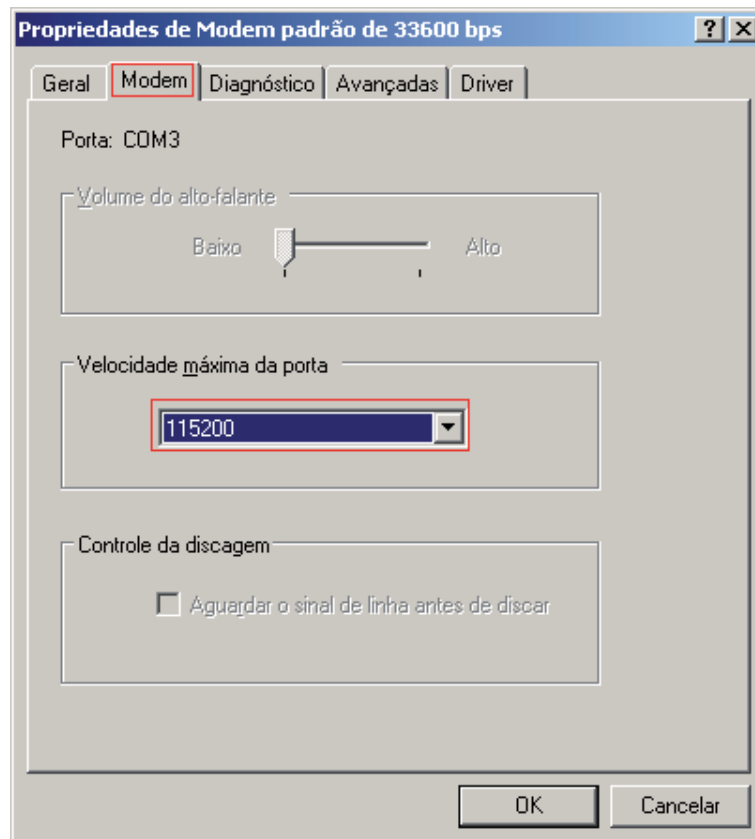 Propriedades de Modem padrão de 33600 bps
Geral Modem Diagnóstico Avançadas Driver
Porta: COM3
Volume do alto-falante
Baixo Alto
Velocidade máxima da porta
115200
Controle da discagem
Aguardar o sinal de linha antes de discar
OK Cancelar